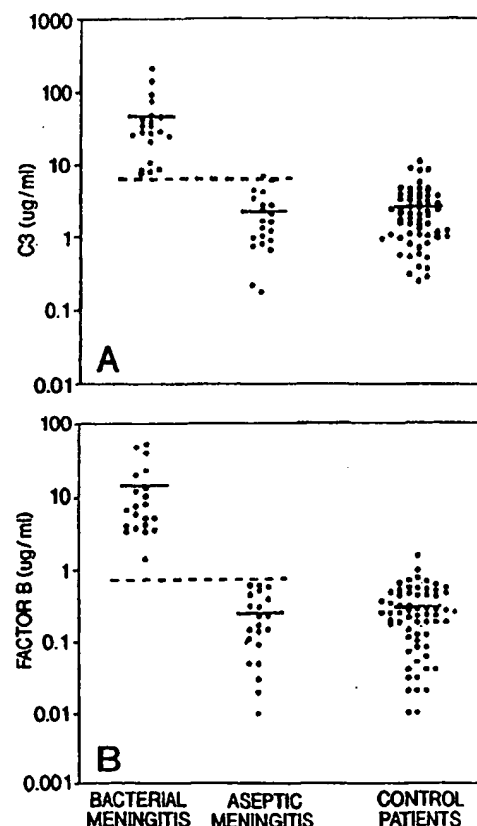 1000
100
10
1
0.1
0.01
C3 (ug/ml)
A
100
10
1
0.1
0.01
0.001
FACTOR B (ug/ml)
B
BACTERIAL MENINGITIS
ASEPTIC MENINGITIS
CONTROL PATIENTS